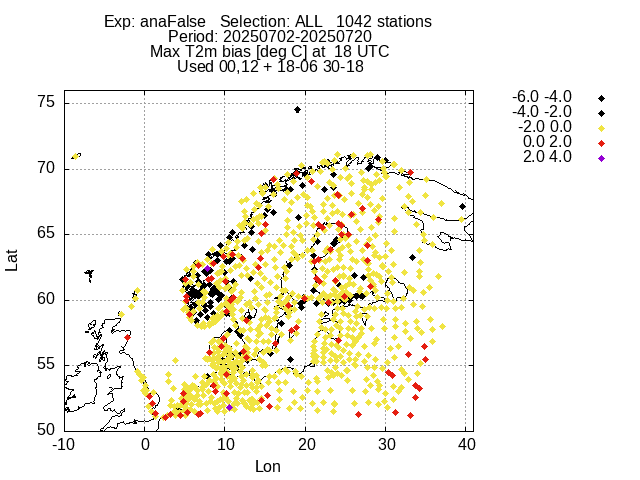 Exp: anaFalse   Selection: ALL   1042 stations
Period: 20250702-20250720
Max T2m bias [deg C] at  18 UTC
Used 00,12 + 18-06 30-18
-6.0 -4.0
-4.0 -2.0
-2.0 0.0
0.0 2.0
2.0 4.0
75
70
65
60
55
50
Lat
-10 0 10 20 30 40
Lon